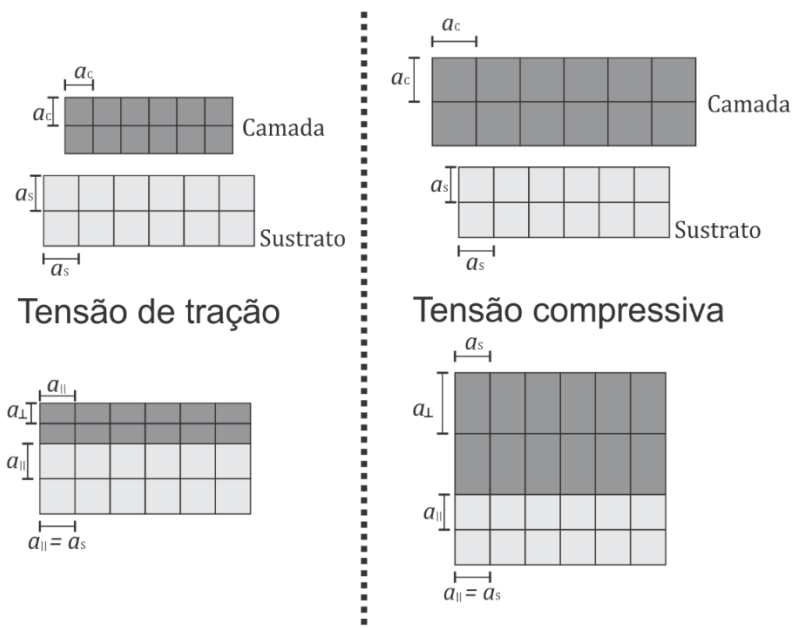 ac
ac
Camada
as
Sustrato
as
Tensão de tração
a||
a⊥
a||
a|| = as
ac
ac
Camada
as
Sustrato
as
Tensão compressiva
as
a⊥
a||
a|| = as